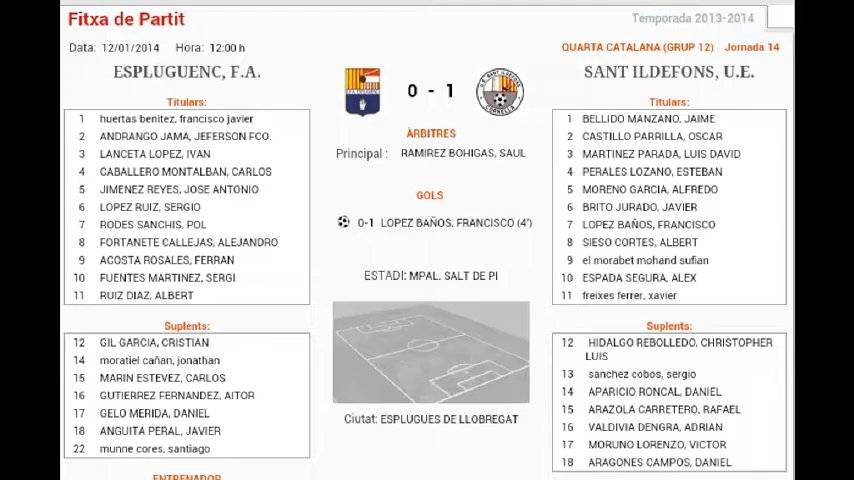 Fitxa de Partit
Temporada 2013-2014
Data: 12/01/2014 Hora: 12:00 h
QUARTA CATALANA (GRUP 12) Jornada 14
ESPLUGUENC, F.A.
0 - 1
SANT ILDEFONS, U.E.
Titulars:
1 huertas benitez, francisco javier
2 ANDRANGO JAMA, JEFERSON FCO.
3 LANCETA LOPEZ, IVAN
4 CABALLERO MONTALBAN, CARLOS
5 JIMENEZ REYES, JOSE ANTONIO
6 LOPEZ RUIZ, SERGIO
7 RODES SANCHIS, POL
8 FORTANETE CALLEJAS, ALEJANDRO
9 ACOSTA ROSALES, FERRAN
10 FUENTES MARTINEZ, SERGI
11 RUIZ DIAZ, ALBERT
Suplents:
12 GIL GARCIA, CRISTIAN
14 moratiel cañan, jonathan
15 MARIN ESTEVEZ, CARLOS
16 GUTIERREZ FERNANDEZ, AITOR
17 GELO MERIDA, DANIEL
18 ANGUITA PERAL, JAVIER
22 munne cores, santiago
ENTRENADOR
ÀRBITRES
Principal : RAMIREZ BOHIGAS, SAUL
GOLS
0-1 LOPEZ BAÑOS, FRANCISCO (4')
ESTADI: MPAL. SALT DE PI
Ciutat: ESPLUGUES DE LLOBREGAT
Titulars:
1 BELLIDO MANZANO, JAIME
2 CASTILLO PARRILLA, OSCAR
3 MARTINEZ PARADA, LUIS DAVID
4 PERALES LOZANO, ESTEBAN
5 MORENO GARCIA, ALFREDO
6 BRITO JURADO, JAVIER
7 LOPEZ BAÑOS, FRANCISCO
8 SIESO CORTES, ALBERT
9 el morabet mohand sufian
10 ESPADA SEGURA, ALEX
11 freixes ferrer, xavier
Suplents:
12 HIDALGO REBOLLEDO, CHRISTOPHER
LUIS
13 sanchez cobos, sergio
14 APARICIO RONCAL, DANIEL
15 ARAZOLA CARRETERO, RAFAEL
16 VALDIVIA DENGRA, ADRIAN
17 MORUNO LORENZO, VICTOR
18 ARAGONES CAMPOS, DANIEL